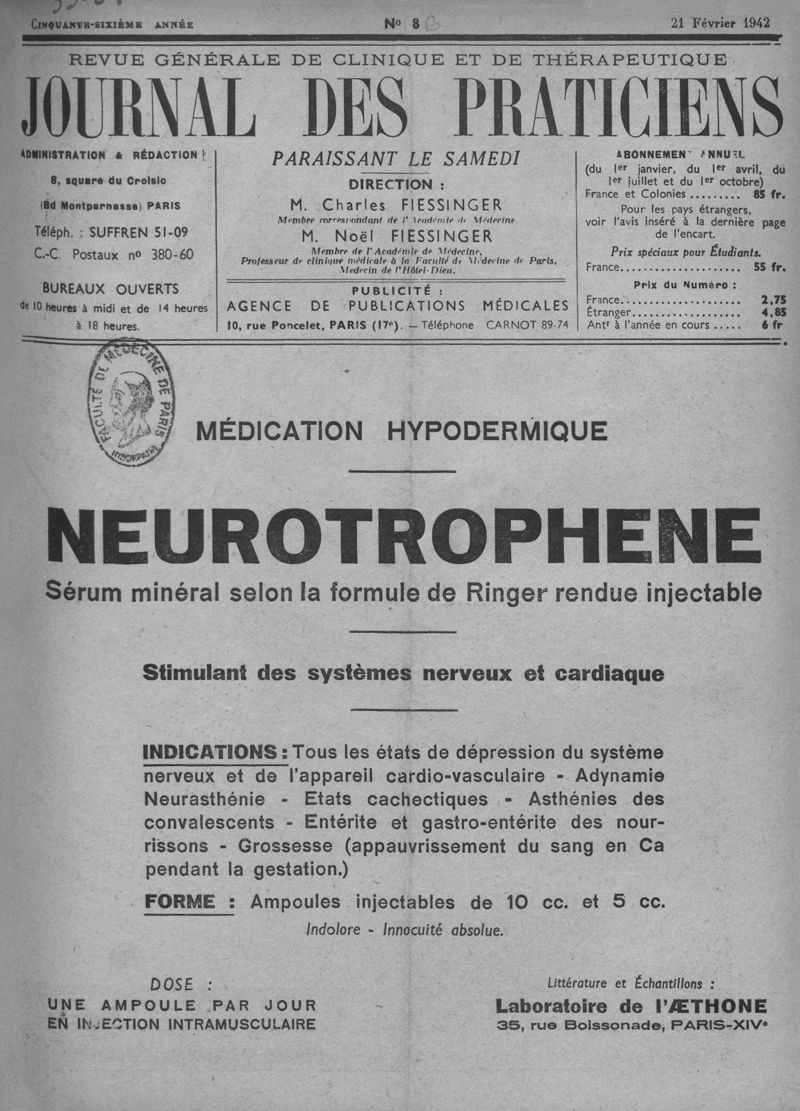 CINQUANTE-SIXIÈME ANNÉE
No 8
21 Février 1942
REVUE GÉNÉRALE DE CLINIQUE ET DE THÉRAPEUTIQUE
JOURNAL DES PRATICIENS
ADMINISTRATION & RÉDACTION
8, square du Croisic
(Bd Montparnasse) PARIS
Téléph. : SUFFREN 51-09
C.-C. Postaux no 380-60
BUREAUX OUVERTS
de 10 heures à midi et de 14 heures
à 18 heures.
PARAISSANT LE SAMEDI
DIRECTION :
M. Charles FIESSINGER
Membre correspondant de l'Académie de Médecine
M. Noël FIESSINGER
Membre de l'Académie de Médecine,
Professeur de clinique médicale à la Faculté de Médecine de Paris,
Médecin de l'Hôtel-Dieu.
PUBLICITÉ :
AGENCE DE PUBLICATIONS MÉDICALES
10, rue Poncelet, PARIS (17e). — Téléphone CARNOT 89-74
ABONNEMENT ANNUEL
(du 1er janvier, du 1er avril, du
1er juillet et du 1er octobre)
France et Colonies ......... 85 fr.
Pour les pays étrangers,
voir l'avis inséré à la dernière page
de l'encart.
Prix spéciaux pour Étudiants.
France..................... 55 fr.
Prix du Numéro :
France..................... 2,75
Étranger.................. 4,85
Antr à l'année en cours ..... 6 fr
FACULTÉ DE MÉDECINE DE PARIS
MÉDICATION HYPODERMIQUE
NEUROTROPHENE
Sérum minéral selon la formule de Ringer rendue injectable
Stimulant des systèmes nerveux et cardiaque
INDICATIONS : Tous les états de dépression du système
nerveux et de l'appareil cardio-vasculaire - Adynamie
Neurasthénie - Etats cachectiques - Asthénies des
convalescents - Entérite et gastro-entérite des nour-
rissons - Grossesse (appauvrissement du sang en Ca
pendant la gestation.)
FORME : Ampoules injectables de 10 cc. et 5 cc.
Indolore - Innocuité absolue.
DOSE :
UNE AMPOULE PAR JOUR
EN INJECTION INTRAMUSCULAIRE
Littérature et Échantillons :
Laboratoire de l'ÆTHONE
35, rue Boissonade, PARIS-XIVe